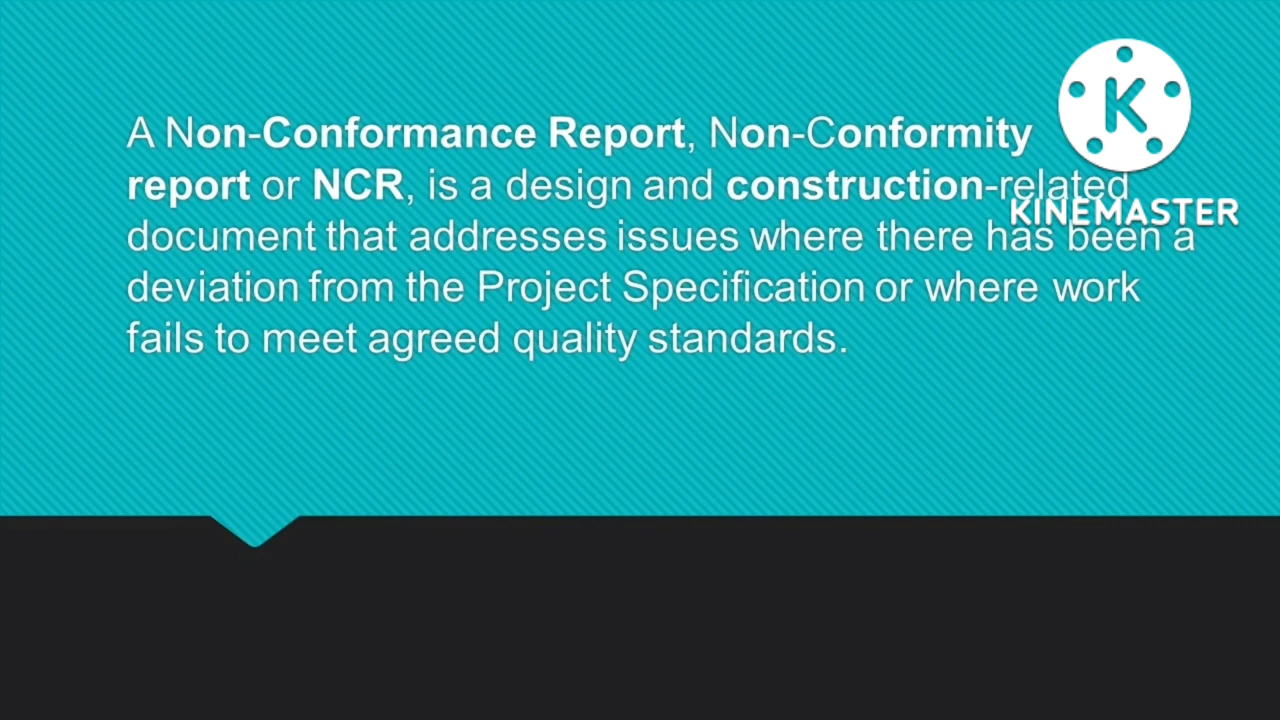 A Non-Conformance Report, Non-Conformity
report or NCR, is a design and construction-related
document that addresses issues where there has been a
deviation from the Project Specification or where work
fails to meet agreed quality standards.
K
KINEMASTER